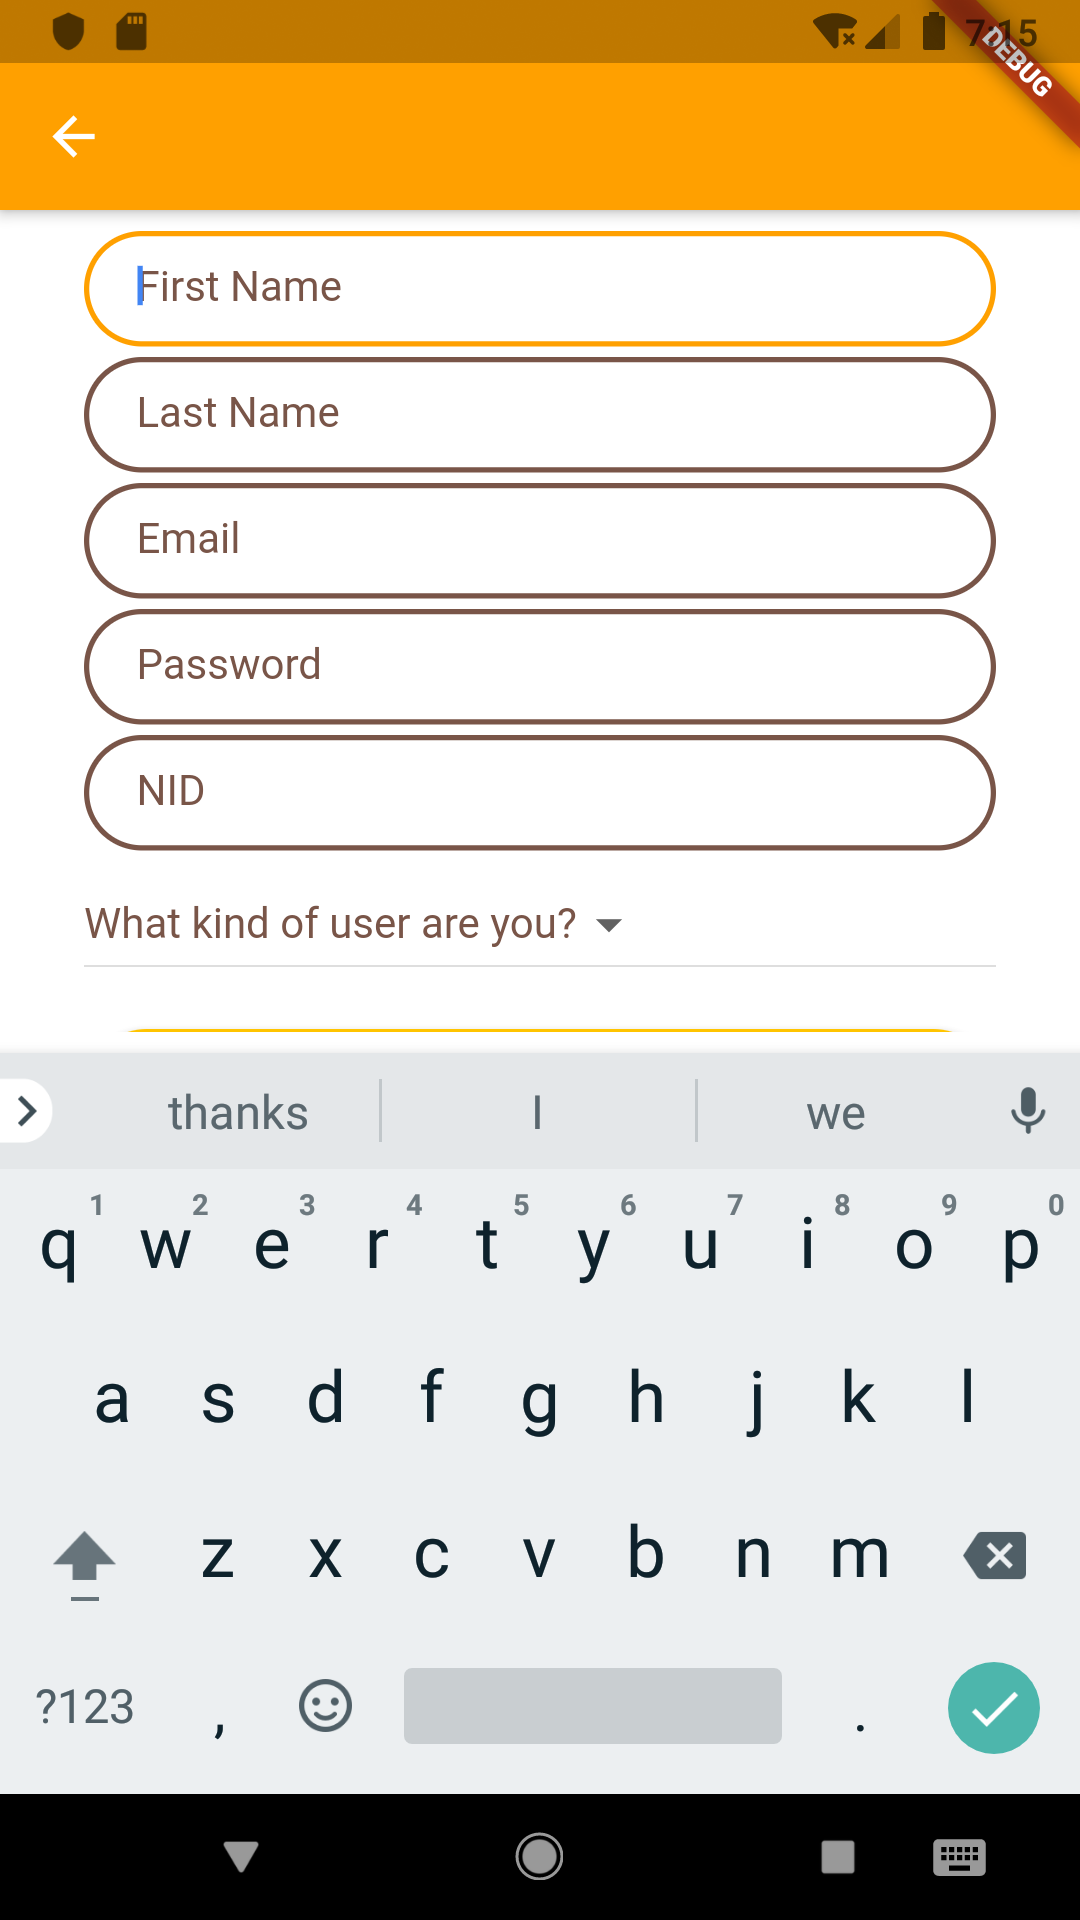 7:15
DEBUG
First Name
Last Name
Email
Password
NID
What kind of user are you?
thanks I we
1 2 3 4 5 6 7 8 9 0
q w e r t y u i o p
a s d f g h j k l
z x c v b n m
?123 , .